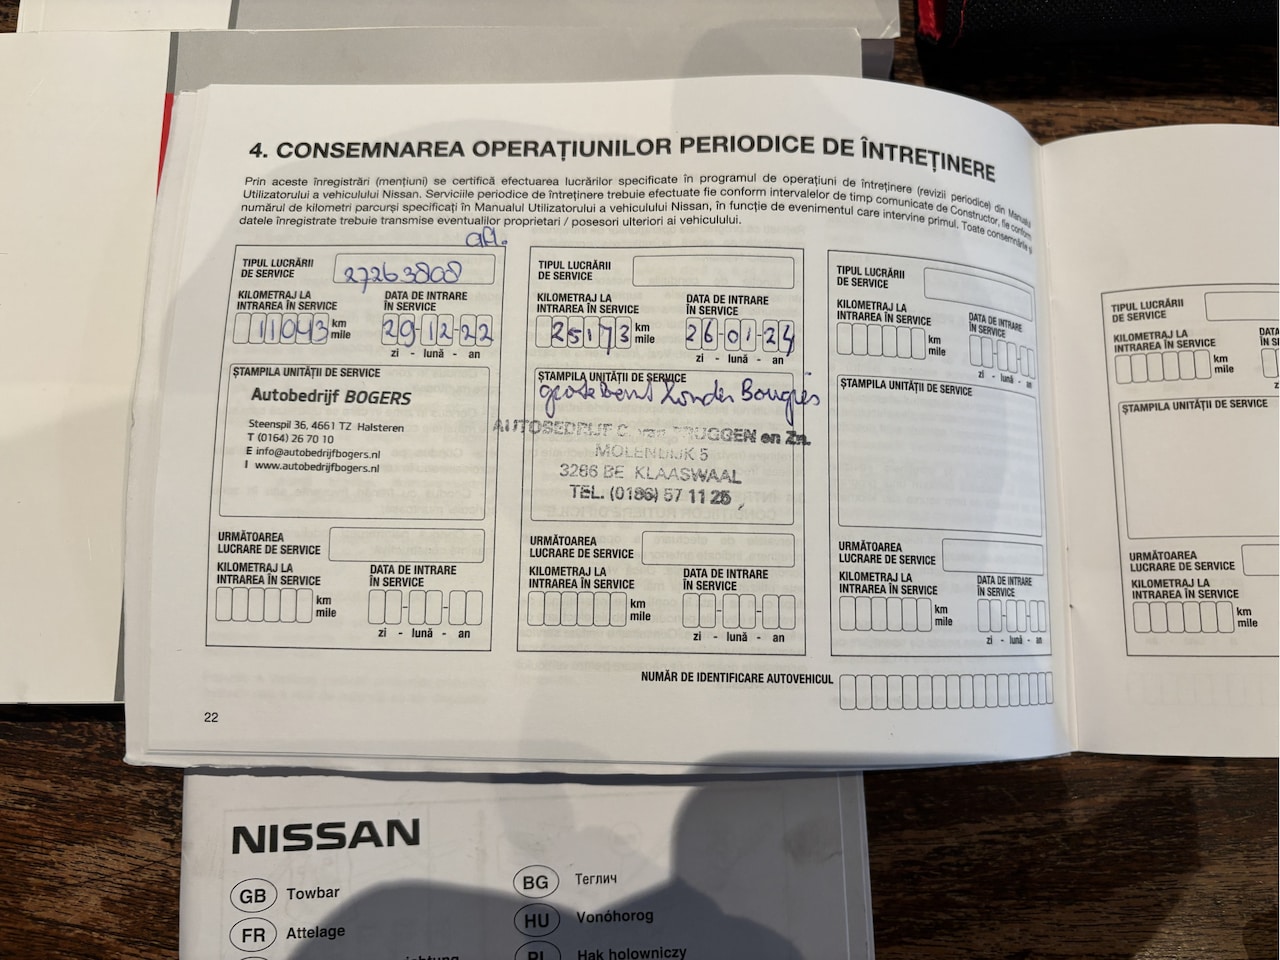 4. CONSEMNAREA OPERAȚIUNILOR PERIODICE DE ÎNTREȚINERE
Prin aceste înregistrări (mențiuni) se certifică efectuarea lucrărilor specificate în programul de operațiuni de întreținere (revizii periodice) din Manualul
Utilizatorului a vehiculului Nissan. Serviciile periodice de întreținere trebuie efectuate fie conform intervalelor de timp comunicate de Constructor, fie conform
numărul de kilometri parcurși specificați în Manualul Utilizatorului a vehiculului Nissan, în funcție de evenimentul care intervine primul. Toate consemnările și
datele înregistrate trebuie transmise eventualilor proprietari / posesori ulteriori ai vehiculului.
TIPUL LUCRĂRII
DE SERVICE
27263808
KILOMETRAJ LA
INTRAREA ÎN SERVICE
11043 km
mile
DATA DE INTRARE
ÎN SERVICE
29-12-22
zi - lună - an
ȘTAMPILA UNITĂȚII DE SERVICE
Autobedrijf BOGERS
Steenspil 36, 4661 TZ Halsteren
T (0164) 26 70 10
E info@autobedrijfbogers.nl
I www.autobedrijfbogers.nl
URMĂTOAREA
LUCRARE DE SERVICE
KILOMETRAJ LA
INTRAREA ÎN SERVICE
km
mile
DATA DE INTRARE
ÎN SERVICE
zi - lună - an
TIPUL LUCRĂRII
DE SERVICE
KILOMETRAJ LA
INTRAREA ÎN SERVICE
25173 km
mile
DATA DE INTRARE
ÎN SERVICE
26-01-24
zi - lună - an
ȘTAMPILA UNITĂȚII DE SERVICE
grote Beurt Zonder Bougies
AUTOBEDRIJF C. van BRUGGEN en Zn.
MOLENDIJK 5
3286 BE KLAASWAAL
TEL. (0186) 57 11 25
URMĂTOAREA
LUCRARE DE SERVICE
KILOMETRAJ LA
INTRAREA ÎN SERVICE
km
mile
DATA DE INTRARE
ÎN SERVICE
zi - lună - an
TIPUL LUCRĂRII
DE SERVICE
KILOMETRAJ LA
INTRAREA ÎN SERVICE
km
mile
DATA DE INTRARE
ÎN SERVICE
zi - lună - an
ȘTAMPILA UNITĂȚII DE SERVICE
URMĂTOAREA
LUCRARE DE SERVICE
KILOMETRAJ LA
INTRAREA ÎN SERVICE
km
mile
DATA DE INTRARE
ÎN SERVICE
zi - lună - an
NUMĂR DE IDENTIFICARE AUTOVEHICUL
22
TIPUL LUCRĂRII
DE SERVICE
KILOMETRAJ LA
INTRAREA ÎN SERVICE
km
mile
ȘTAMPILA UNITĂȚII DE SERVICE
URMĂTOAREA
LUCRARE DE SERVICE
KILOMETRAJ LA
INTRAREA ÎN SERVICE
km
mile
NISSAN
GB Towbar
FR Attelage
BG Теглич
HU Vonóhorog
PL Hak holowniczy